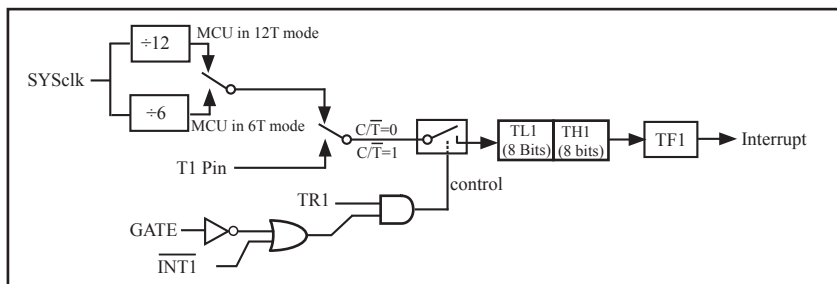 MCU in 12T mode
÷12
SYSclk
÷6
MCU in 6T mode
C/T̅=0
C/T̅=1
TL1
(8 Bits)
TH1
(8 bits)
TF1
Interrupt
T1 Pin
control
TR1
GATE
I̅N̅T̅1̅